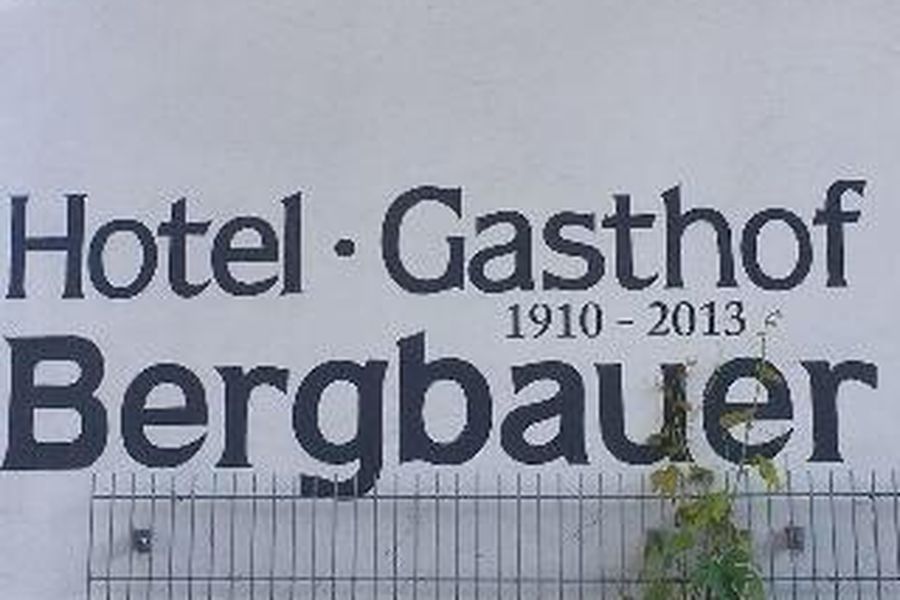 Hotel · Gasthof
1910 - 2013
Bergbauer